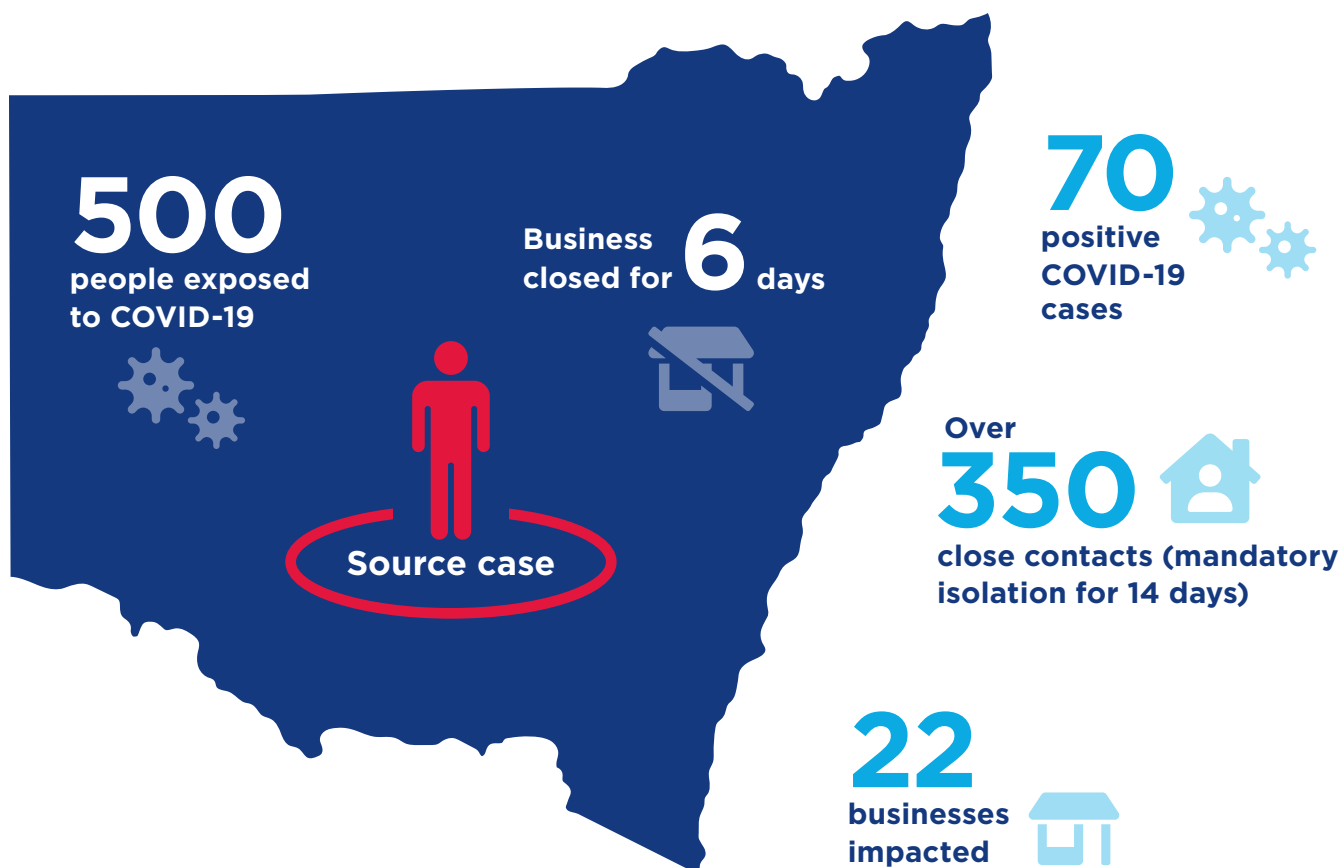 500
people exposed
to COVID-19
Business
closed for 6 days
Source case
70
positive
COVID-19
cases
Over
350
close contacts (mandatory
isolation for 14 days)
22
businesses
impacted